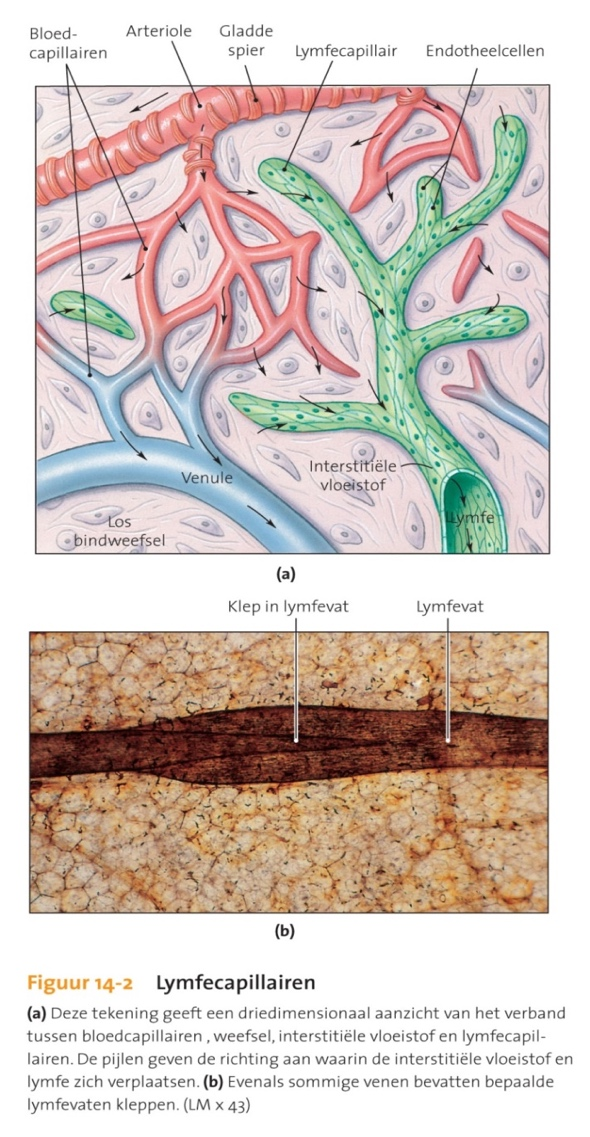 Bloed-
capillairen
Arteriole
Gladde
spier
Lymfecapillair
Endotheelcellen
Venule
Interstitiële
vloeistof
Los
bindweefsel
Lymfe
(a)
Klep in lymfevat
Lymfevat
(b)
Figuur 14-2 Lymfecapillairen
(a) Deze tekening geeft een driedimensionaal aanzicht van het verband
tussen bloedcapillairen , weefsel, interstitiële vloeistof en lymfecapil-
lairen. De pijlen geven de richting aan waarin de interstitiële vloeistof en
lymfe zich verplaatsen. (b) Evenals sommige venen bevatten bepaalde
lymfevaten kleppen. (LM x 43)